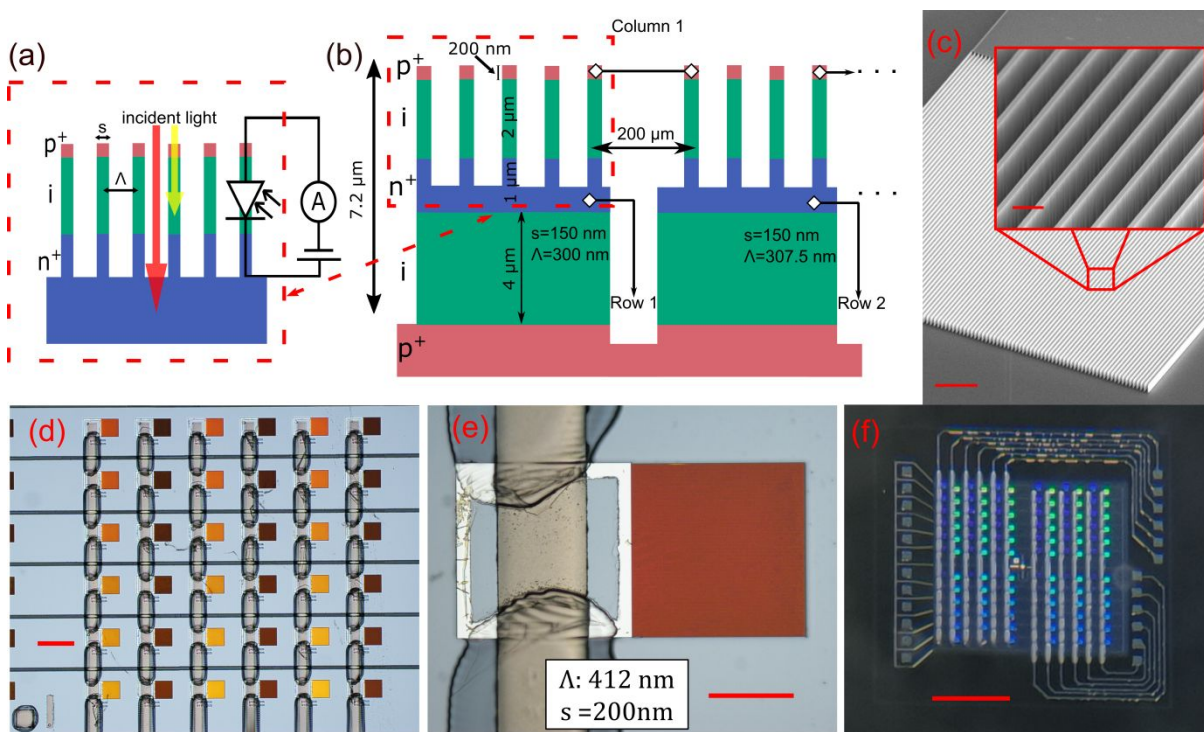 (a)
incident light
s
p+
Λ
i
n+
A
(b)
Column 1
200 nm
p+
i
2 µm
200 µm
7.2 µm
n+
1 µm
s=150 nm
Λ=300 nm
s=150 nm
Λ=307.5 nm
i
4 µm
Row 1
Row 2
p+
(c)
(d)
(e)
Λ: 412 nm
s =200nm
(f)